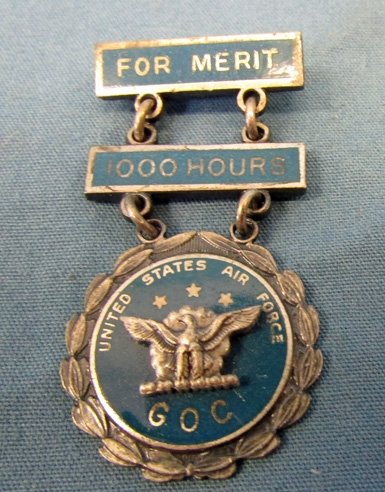 FOR MERIT
1000 HOURS
UNITED STATES AIR FORCE
GOC